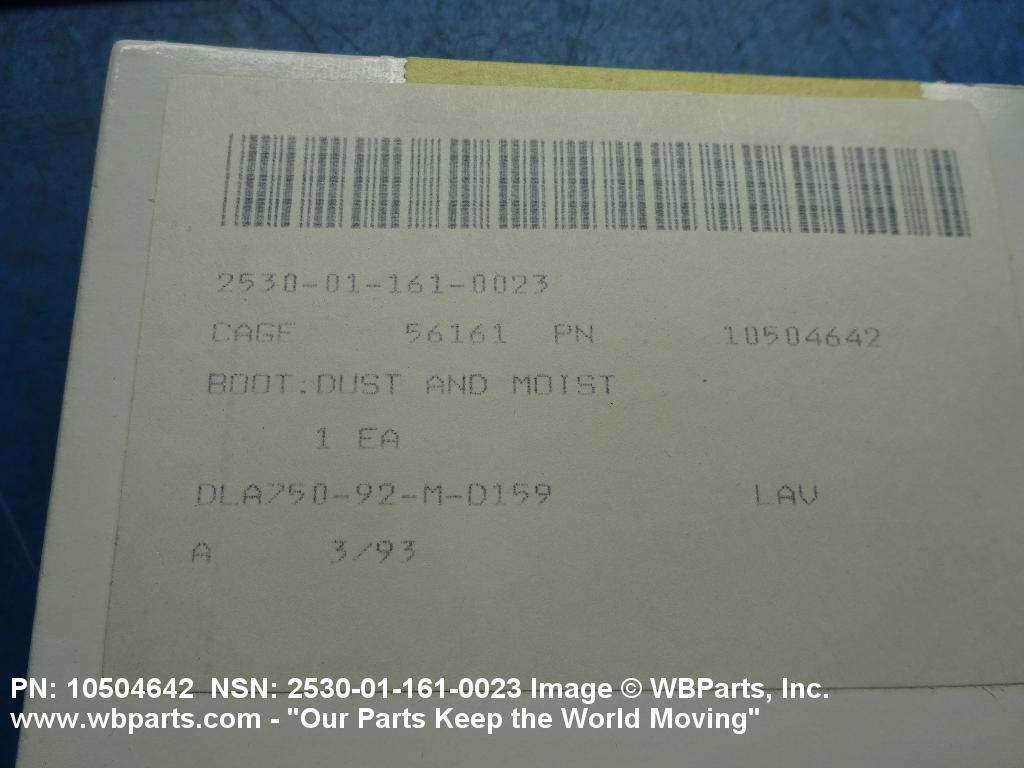 2530-01-161-0023
CAGE 56161 PN 10504642
BOOT.DUST AND MOIST
1 EA
DLA750-92-M-D159 LAV
A 3/93
PN: 10504642 NSN: 2530-01-161-0023 Image © WBParts, Inc.
www.wbparts.com - "Our Parts Keep the World Moving"